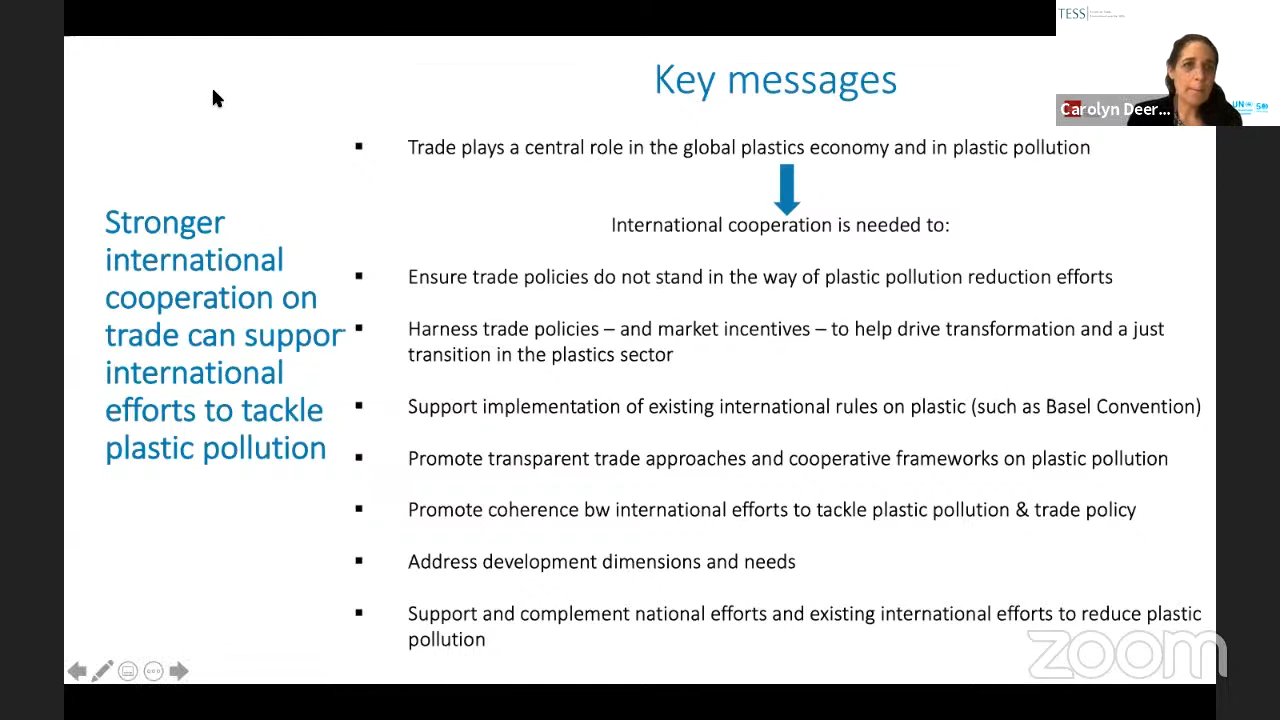 TESS
Key messages
Carolyn Deer...
UN
Trade plays a central role in the global plastics economy and in plastic pollution
International cooperation is needed to:
Stronger
international
cooperation on
trade can suppor
international
efforts to tackle
plastic pollution
Ensure trade policies do not stand in the way of plastic pollution reduction efforts
Harness trade policies – and market incentives – to help drive transformation and a just
transition in the plastics sector
Support implementation of existing international rules on plastic (such as Basel Convention)
Promote transparent trade approaches and cooperative frameworks on plastic pollution
Promote coherence bw international efforts to tackle plastic pollution & trade policy
Address development dimensions and needs
Support and complement national efforts and existing international efforts to reduce plastic
pollution
zoom